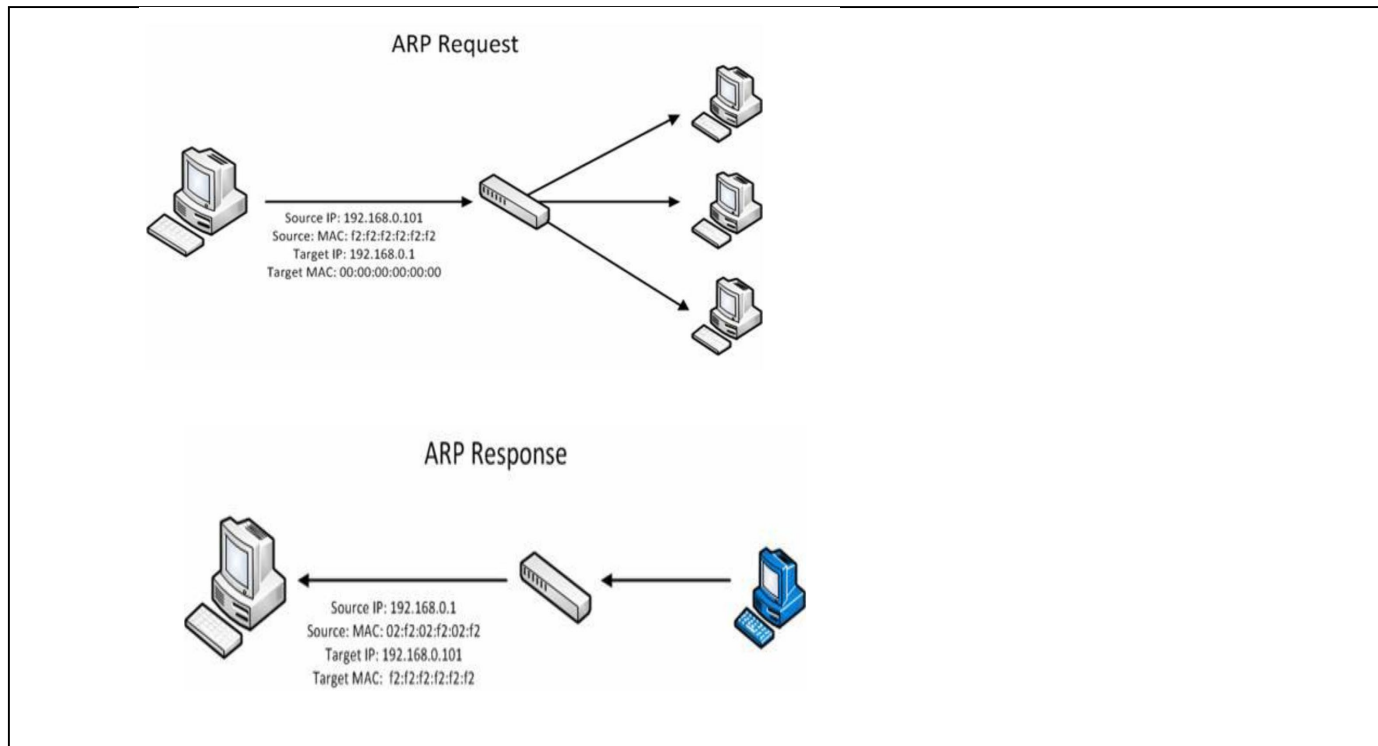 ARP Request
Source IP: 192.168.0.101
Source: MAC: f2:f2:f2:f2:f2:f2
Target IP: 192.168.0.1
Target MAC: 00:00:00:00:00:00
ARP Response
Source IP: 192.168.0.1
Source: MAC: 02:f2:02:f2:02:f2
Target IP: 192.168.0.101
Target MAC: f2:f2:f2:f2:f2:f2